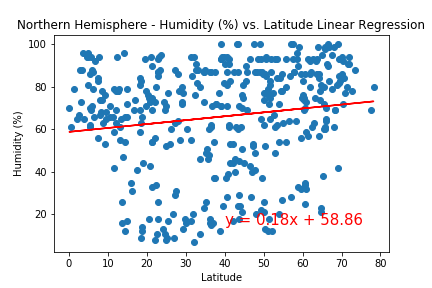 Northern Hemisphere - Humidity (%) vs. Latitude Linear Regression
Humidity (%)
100
80
60
40
20
y = 0.18x + 58.86
0 10 20 30 40 50 60 70 80
Latitude